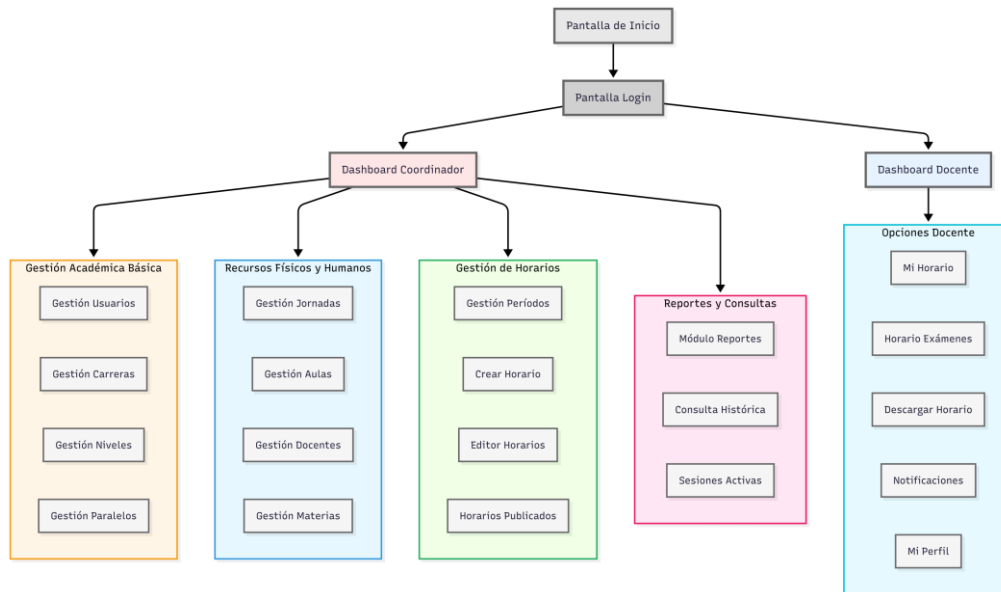 Pantalla de Inicio
Pantalla Login
Dashboard Coordinador
Dashboard Docente
Gestión Académica Básica
Gestión Usuarios
Gestión Carreras
Gestión Niveles
Gestión Paralelos
Recursos Físicos y Humanos
Gestión Jornadas
Gestión Aulas
Gestión Docentes
Gestión Materias
Gestión de Horarios
Gestión Períodos
Crear Horario
Editor Horarios
Horarios Publicados
Reportes y Consultas
Módulo Reportes
Consulta Histórica
Sesiones Activas
Opciones Docente
Mi Horario
Horario Exámenes
Descargar Horario
Notificaciones
Mi Perfil